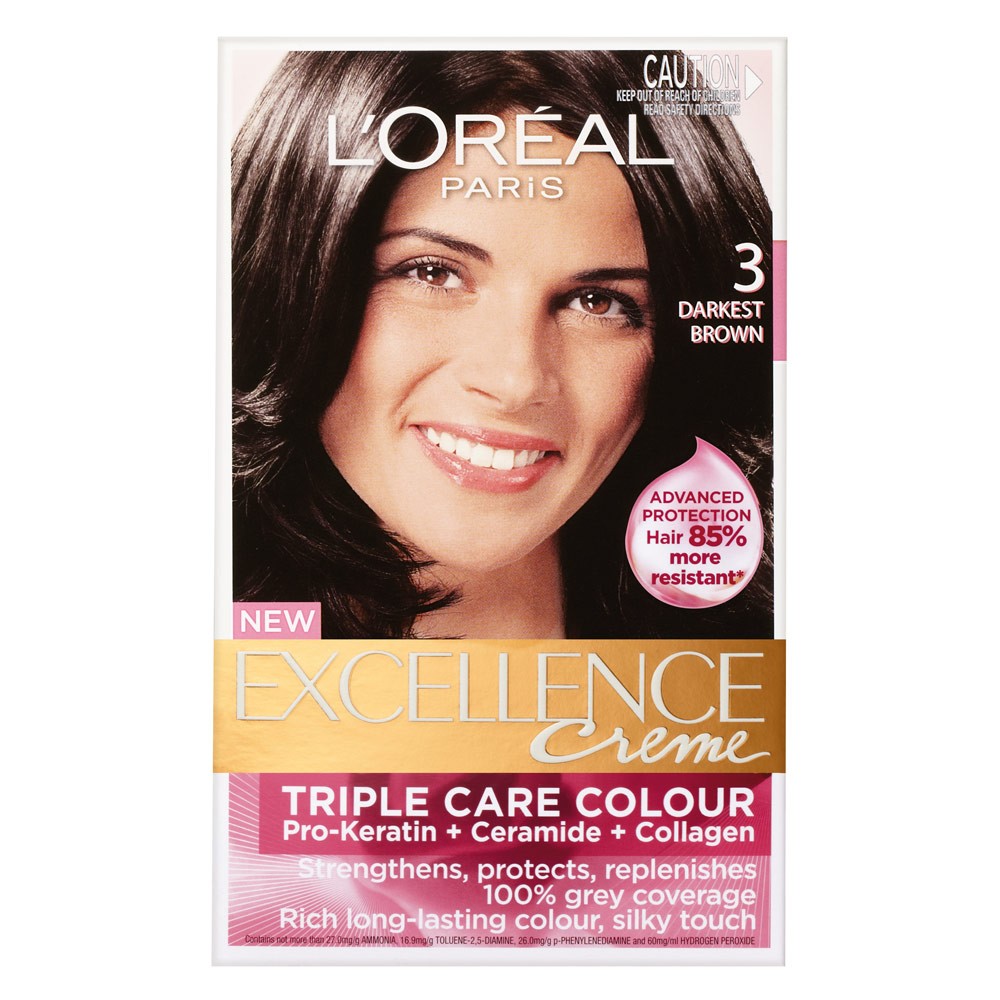 CAUTION
KEEP OUT OF REACH OF CHILDREN
READ SAFETY DIRECTIONS
L'ORÉAL
PARiS
3
DARKEST
BROWN
ADVANCED
PROTECTION
Hair 85%
more
resistant*
NEW
EXCELLENCE
Creme
TRIPLE CARE COLOUR
Pro-Keratin + Ceramide + Collagen
Strengthens, protects, replenishes
100% grey coverage
Rich long-lasting colour, silky touch
Contains not more than 27.0mg/g AMMONIA, 16.9mg/g TOLUENE-2,5-DIAMINE, 26.0mg/g p-PHENYLENEDIAMINE and 60mg/ml HYDROGEN PEROXIDE